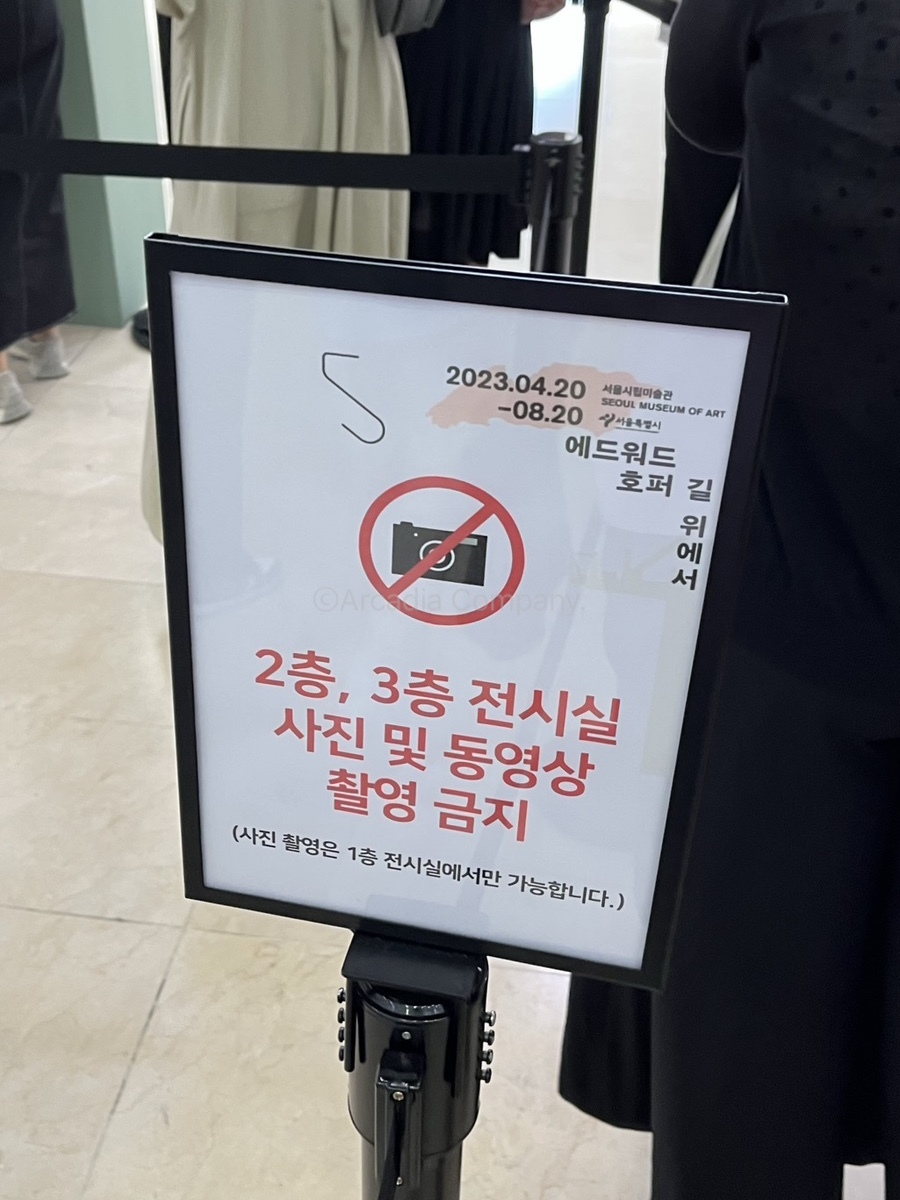 2023.04.20
-08.20
서울시립미술관
SEOUL MUSEUM OF ART
서울특별시
에드워드
호퍼 길
위
에
서
©Arcadia Company.
2층, 3층 전시실
사진 및 동영상
촬영 금지
(사진 촬영은 1층 전시실에서만 가능합니다.)